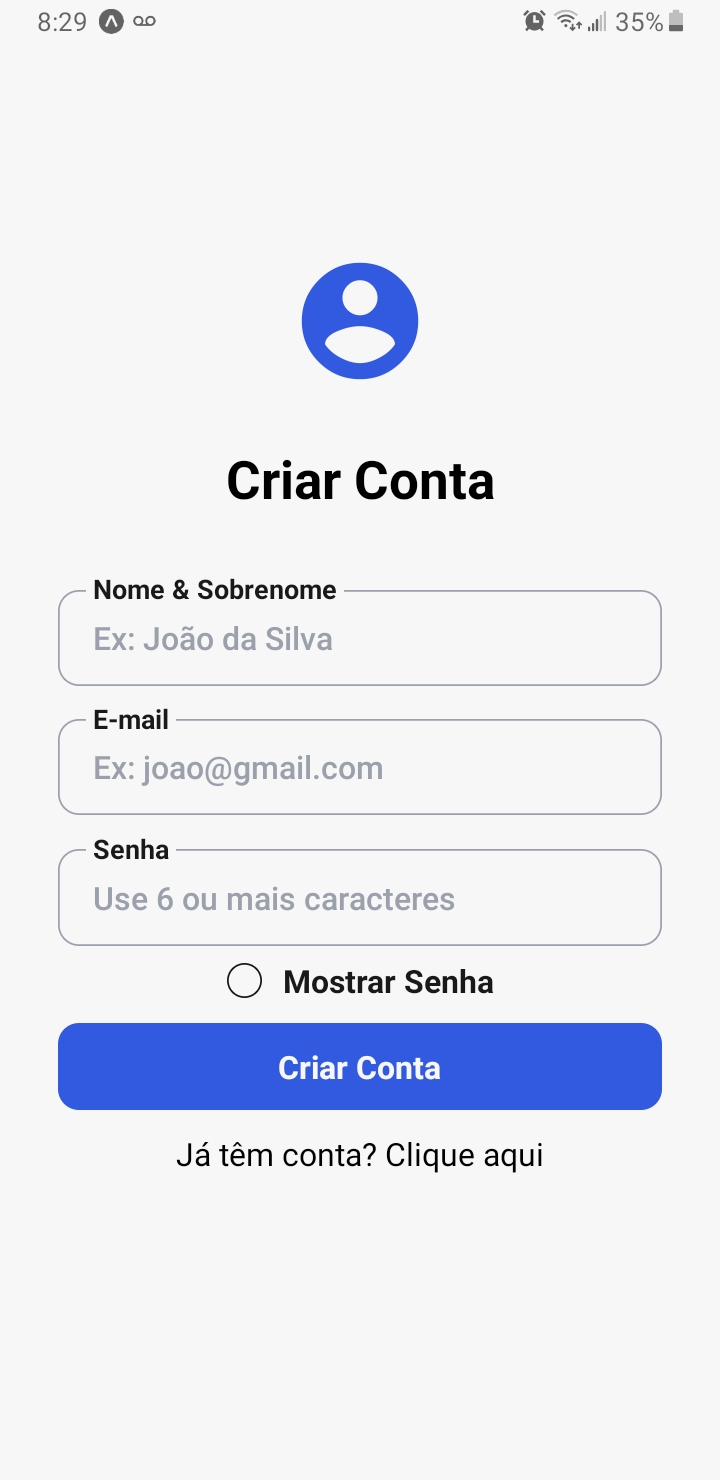 8:29 35%
Criar Conta
Nome & Sobrenome
Ex: João da Silva
E-mail
Ex: joao@gmail.com
Senha
Use 6 ou mais caracteres
Mostrar Senha
Criar Conta
Já têm conta? Clique aqui